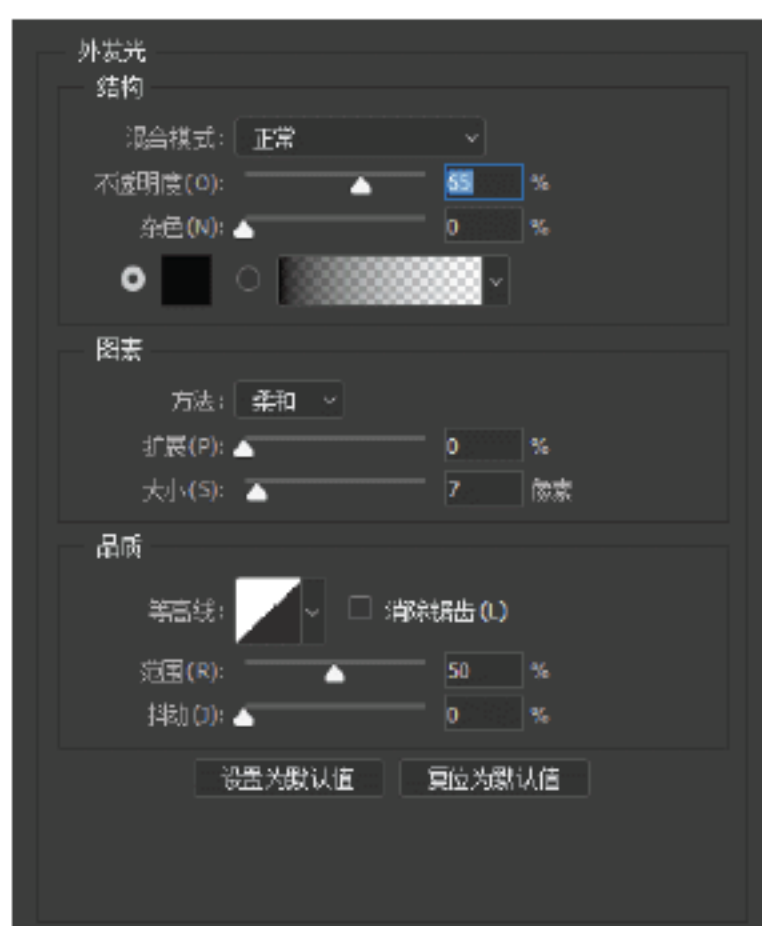 外发光
结构
混合模式: 正常
不透明度(O): 65 %
杂色(N): 0 %
图素
方法: 柔和
扩展(P): 0 %
大小(S): 7 像素
品质
等高线: 消除锯齿(L)
范围(R): 50 %
抖动(J): 0 %
设置为默认值 复位为默认值